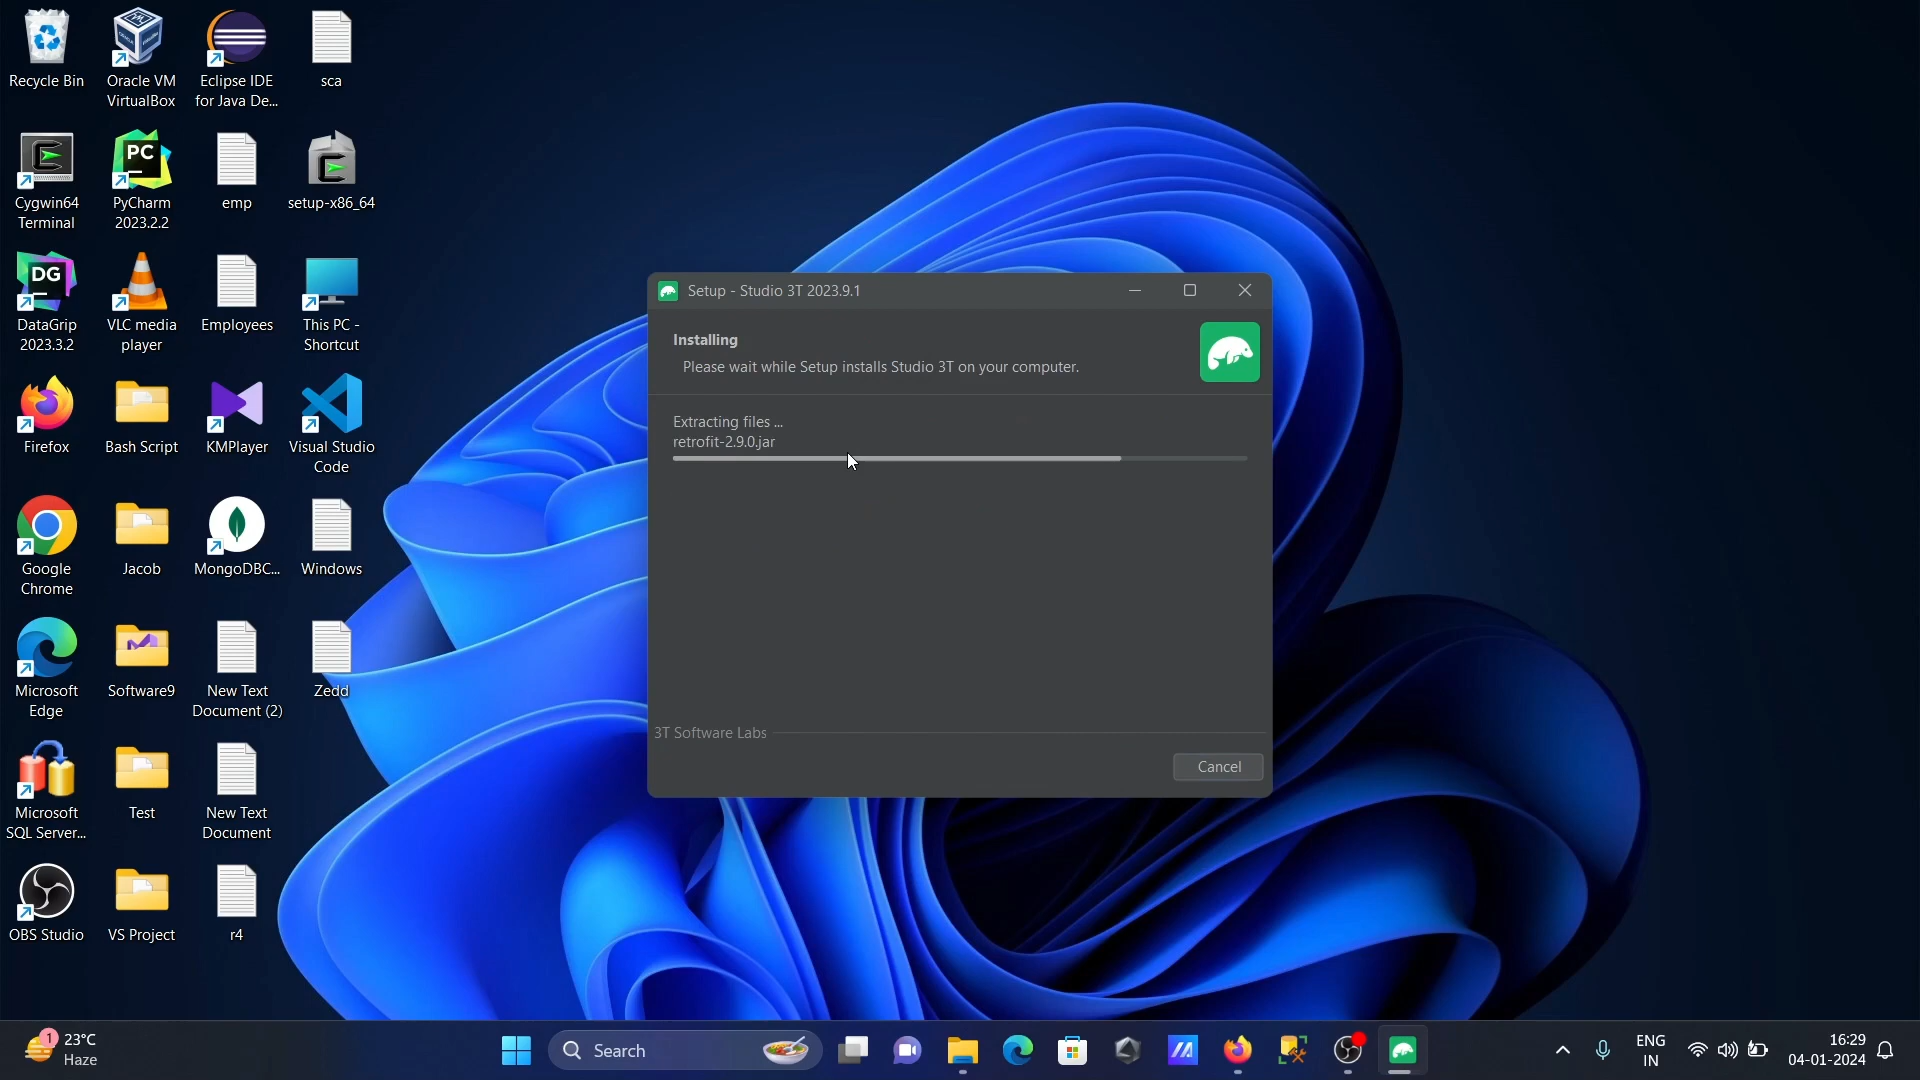 Recycle Bin
Oracle VM
VirtualBox
Eclipse IDE
for Java De...
sca
Cygwin64
Terminal
PC
PyCharm
2023.2.2
emp
setup-x86_64
DG
DataGrip
2023.3.2
VLC media
player
Employees
This PC -
Shortcut
Firefox
Bash Script
KMPlayer
Visual Studio
Code
Google
Chrome
Jacob
MongoDBC...
Windows
Microsoft
Edge
Software9
New Text
Document (2)
Zedd
Microsoft
SQL Server...
Test
New Text
Document
OBS Studio
VS Project
r4
Setup - Studio 3T 2023.9.1
Installing
Please wait while Setup installs Studio 3T on your computer.
Extracting files ...
retrofit-2.9.0.jar
3T Software Labs
Cancel
1
23°C
Haze
Search
ENG
IN
16:29
04-01-2024